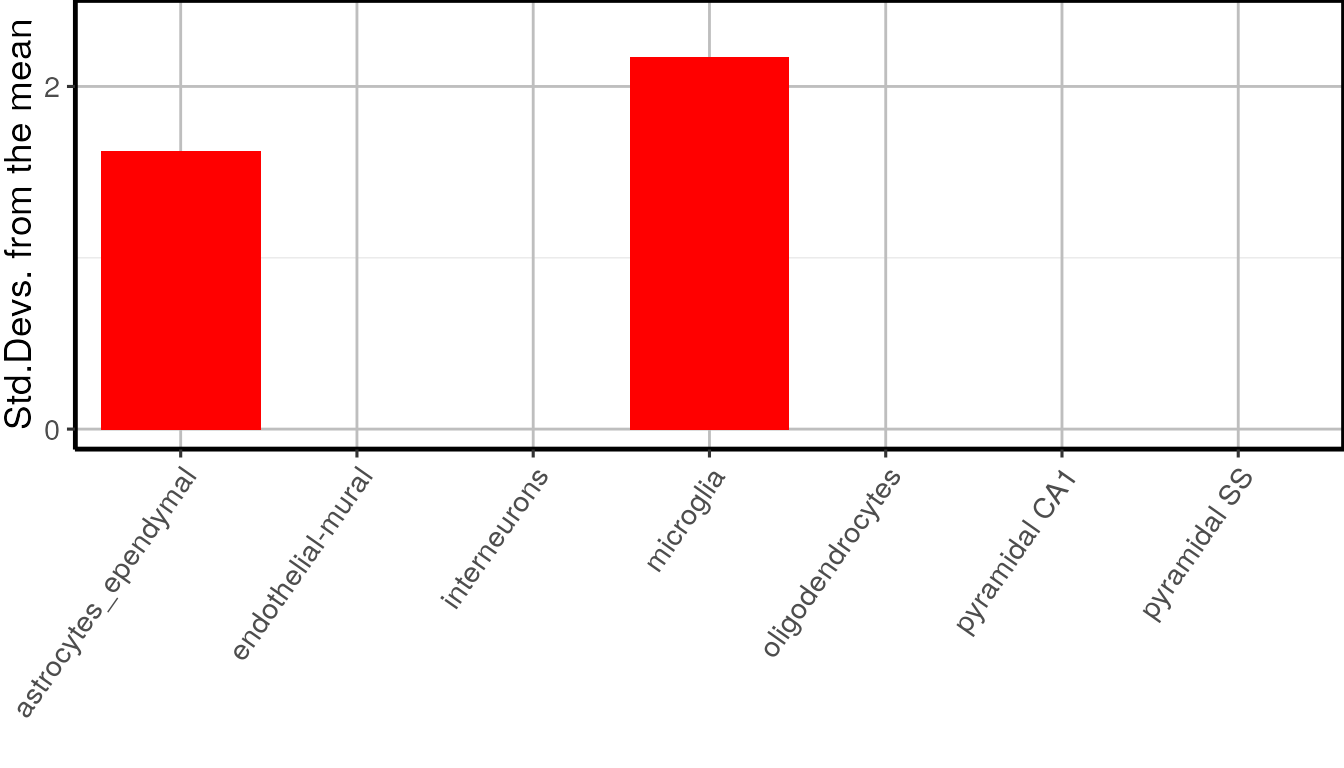 Std.Devs. from the mean
2
0
astrocytes_ependymal
endothelial-mural
interneurons
microglia
oligodendrocytes
pyramidal CA1
pyramidal SS